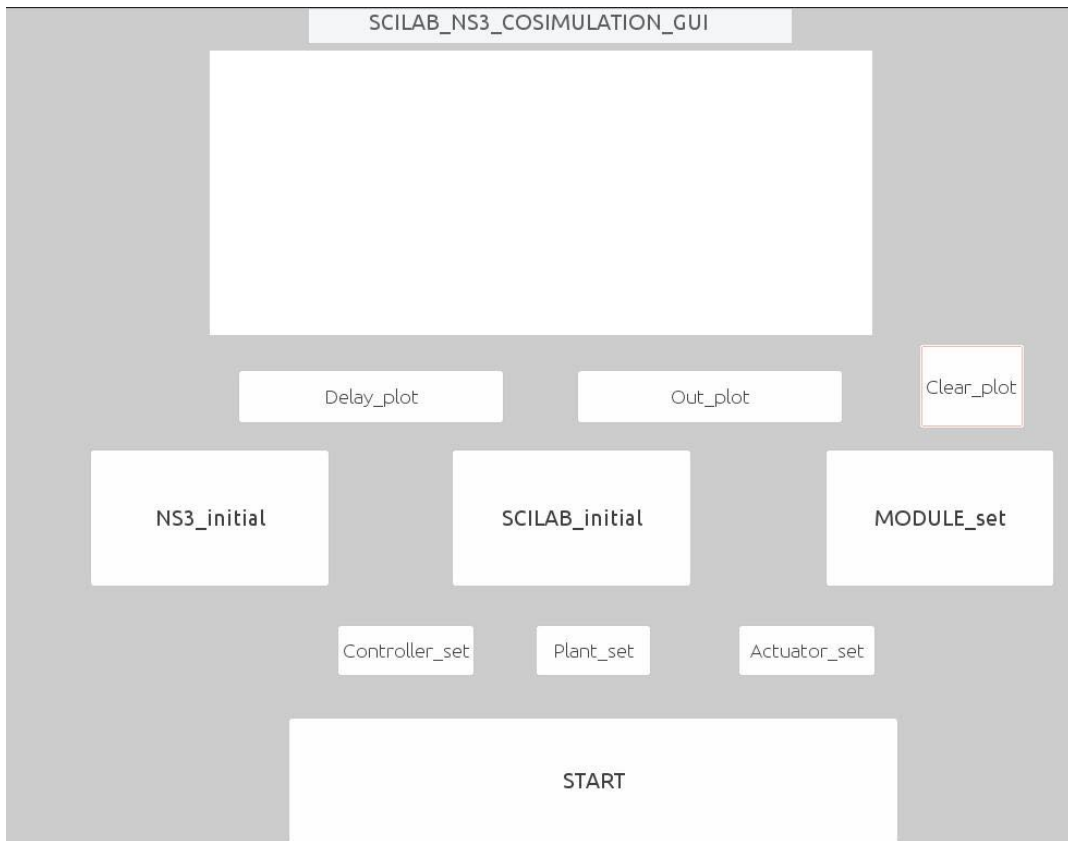 SCILAB_NS3_COSIMULATION_GUI
Delay_plot
Out_plot
Clear_plot
NS3_initial
SCILAB_initial
MODULE_set
Controller_set
Plant_set
Actuator_set
START